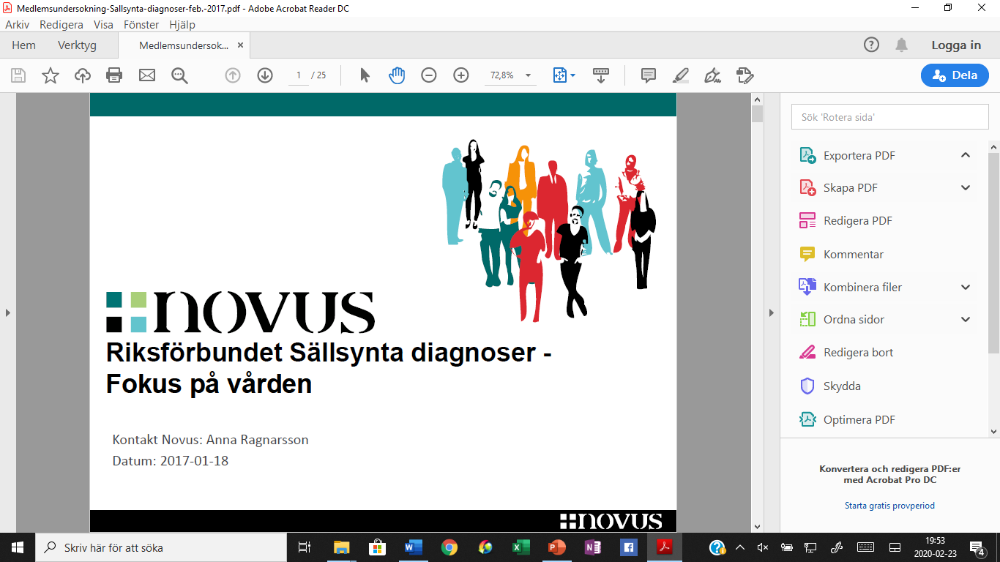 Medlemsundersokning-Sallsynta-diagnoser-feb.-2017.pdf - Adobe Acrobat Reader DC
Arkiv Redigera Visa Fönster Hjälp
Hem Verktyg Medlemsundersok... Logga in
1 / 25 72,8% Dela
Sök 'Rotera sida'
Exportera PDF
Skapa PDF
Redigera PDF
Kommentar
Kombinera filer
Ordna sidor
Redigera bort
Skydda
Optimera PDF
Konvertera och redigera PDF:er
med Acrobat Pro DC
Starta gratis provperiod
novus
Riksförbundet Sällsynta diagnoser -
Fokus på vården
Kontakt Novus: Anna Ragnarsson
Datum: 2017-01-18
novus
Skriv här för att söka
19:53
2020-02-23
4